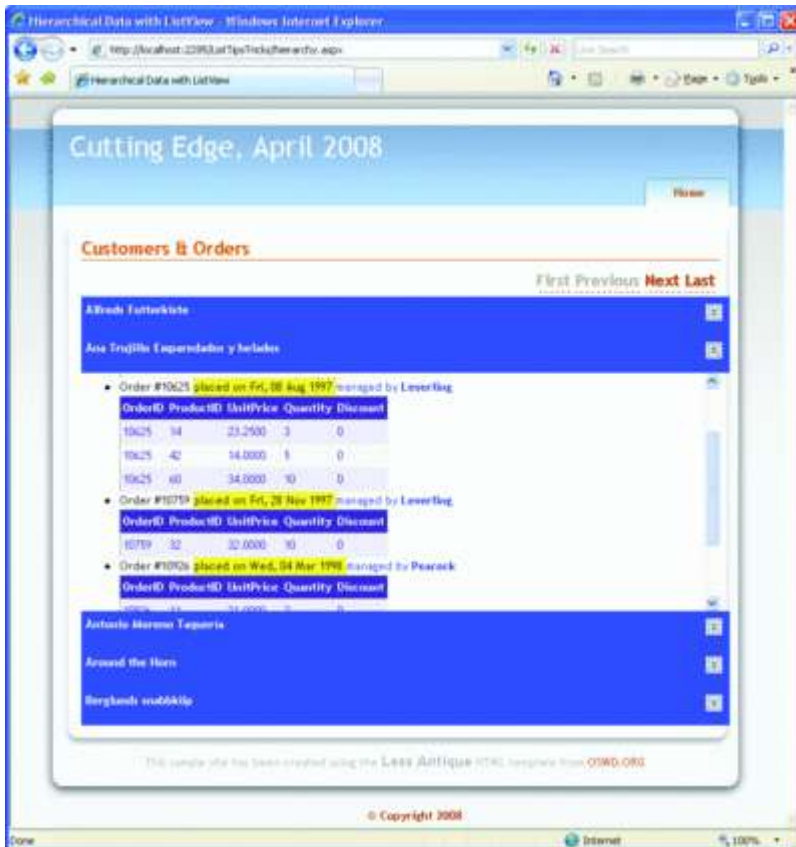 Hierarchical Data with ListView - Windows Internet Explorer
Hierarchical Data with ListView
Page
Tools
Cutting Edge, April 2008
Home
Customers & Orders
First Previous Next Last
Alfreds Futterkiste
Ana Trujillo Emparedados y helados
Order #10625 placed on Fri, 08 Aug 1997 managed by Leverling
OrderID ProductID UnitPrice Quantity Discount
10625 14 23.2500 3 0
10625 42 14.0000 5 0
10625 60 34.0000 10 0
Order #10759 placed on Fri, 28 Nov 1997 managed by Leverling
OrderID ProductID UnitPrice Quantity Discount
10759 32 32.0000 10 0
Order #10926 placed on Wed, 04 Mar 1998 managed by Peacock
OrderID ProductID UnitPrice Quantity Discount
Antonio Moreno Taquería
Around the Horn
Berglunds snabbköp
This sample site has been created using the Less Antique HTML template from OSWD.ORG
© Copyright 2008
Done
Internet
100%